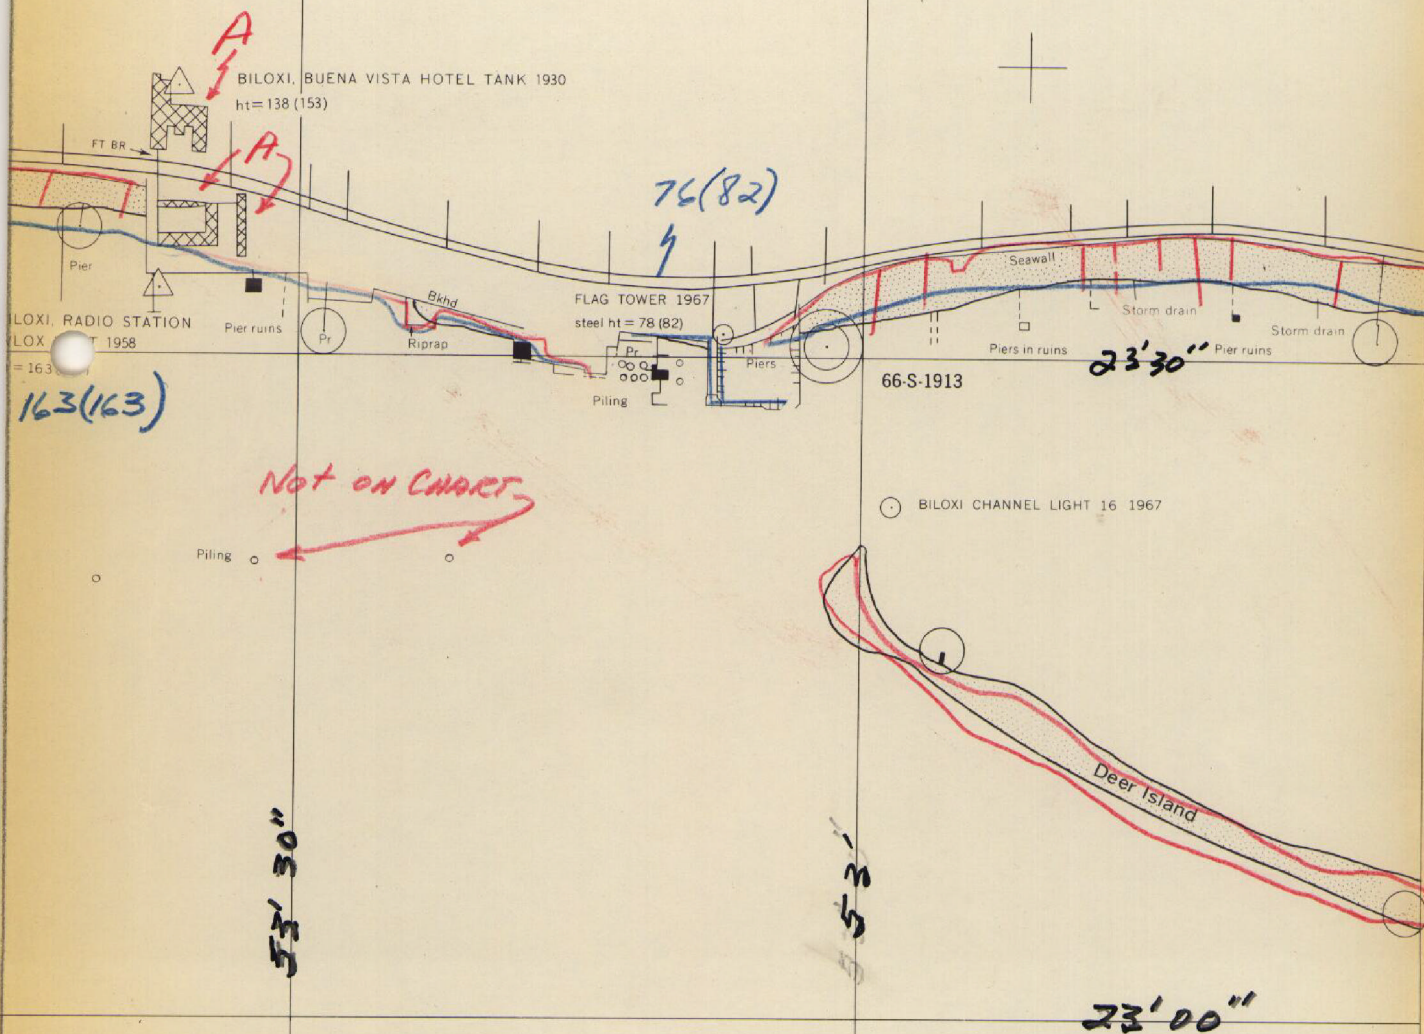 A
BILOXI, BUENA VISTA HOTEL TANK 1930
ht= 138 (153)
FT BR
A
76(82)
Pier
Seawall
Bkhd
FLAG TOWER 1967
steel ht = 78 (82)
ILOXI, RADIO STATION
1958
Pier ruins
Pr
Riprap
Storm drain
Storm drain
Pr
Piers
Piers in ruins
23'30"
Pier ruins
= 163
163(163)
Piling
66-S-1913
Not on CHART
BILOXI CHANNEL LIGHT 16 1967
Piling
Deer Island
53' 30"
53'
23' 00"